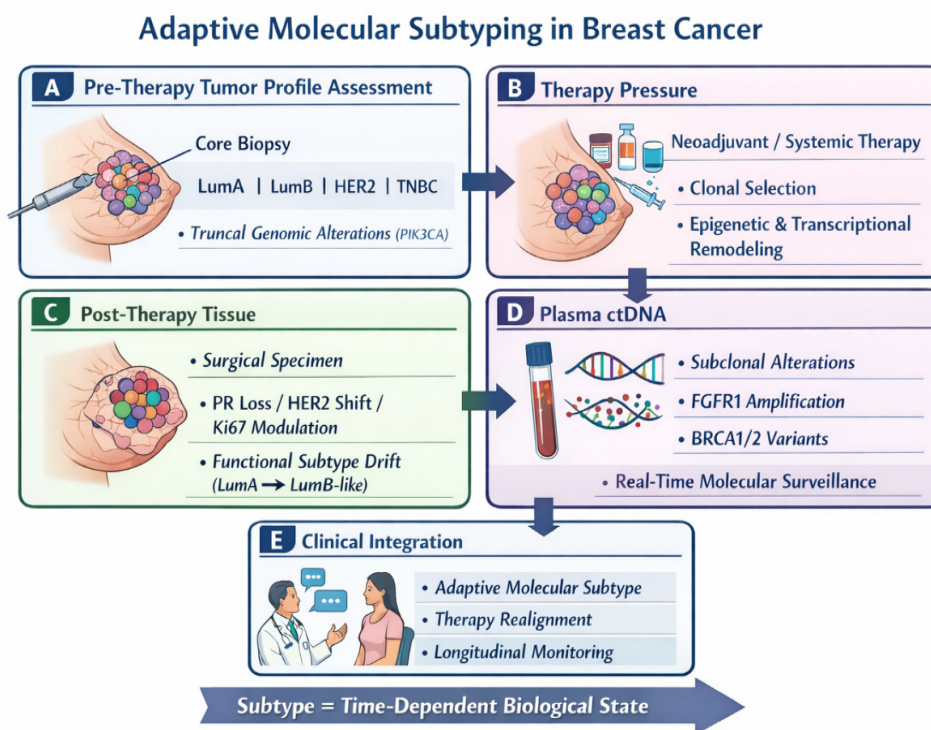 Adaptive Molecular Subtyping in Breast Cancer
A Pre-Therapy Tumor Profile Assessment
Core Biopsy
LumA | LumB | HER2 | TNBC
• Truncal Genomic Alterations (PIK3CA)
B Therapy Pressure
Neoadjuvant / Systemic Therapy
• Clonal Selection
• Epigenetic & Transcriptional
Remodeling
C Post-Therapy Tissue
• Surgical Specimen
• PR Loss / HER2 Shift /
Ki67 Modulation
• Functional Subtype Drift
(LumA → LumB-like)
D Plasma ctDNA
• Subclonal Alterations
• FGFR1 Amplification
• BRCA1/2 Variants
• Real-Time Molecular Surveillance
E Clinical Integration
• Adaptive Molecular Subtype
• Therapy Realignment
• Longitudinal Monitoring
Subtype = Time-Dependent Biological State